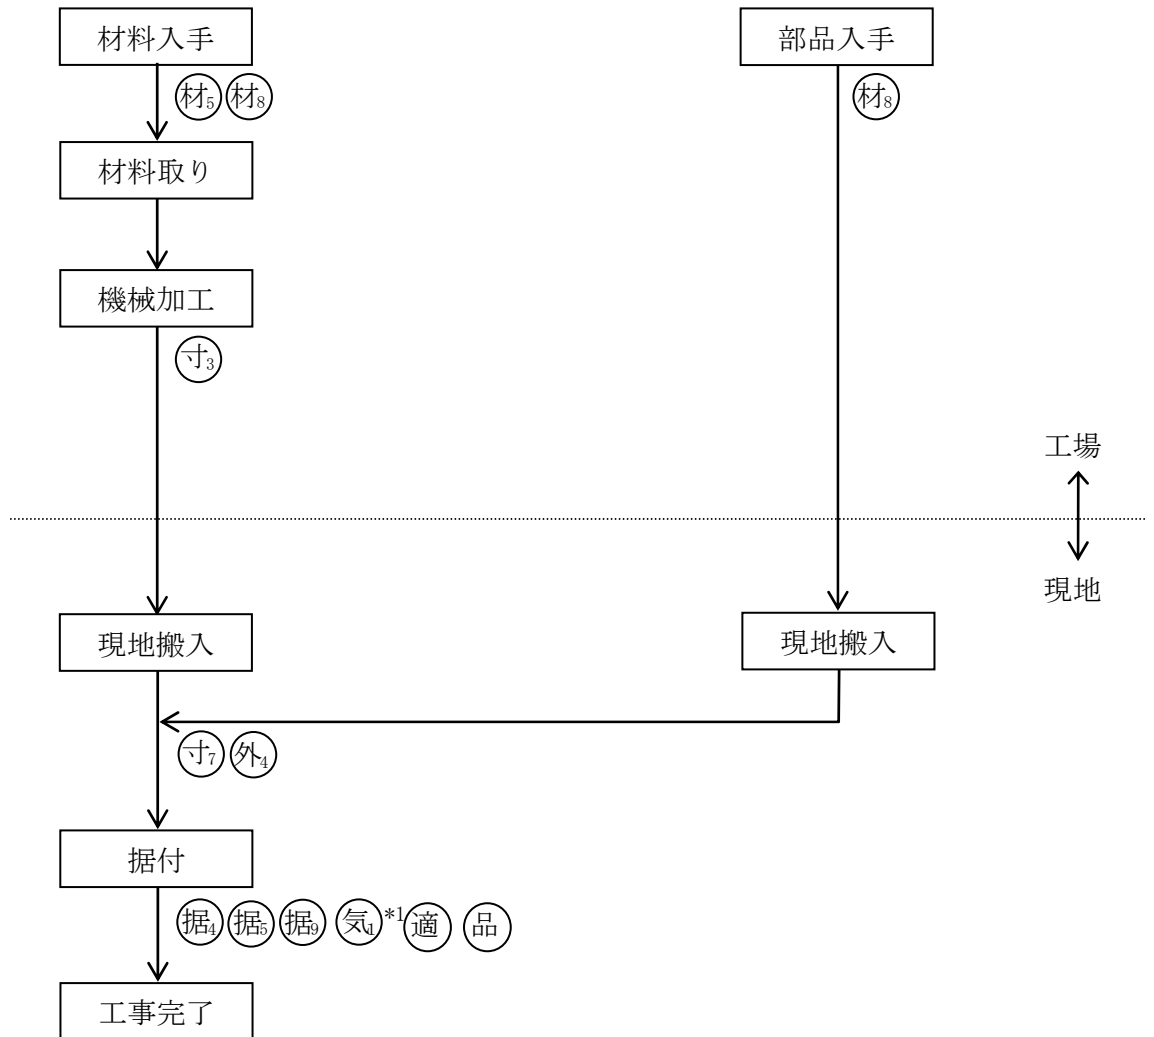 材料入手
部品入手
材5 材8
材8
材料取り
機械加工
寸3
工場
現地
現地搬入
現地搬入
寸7 外4
据付
据4 据5 据9 気1 *1 適 品
工事完了